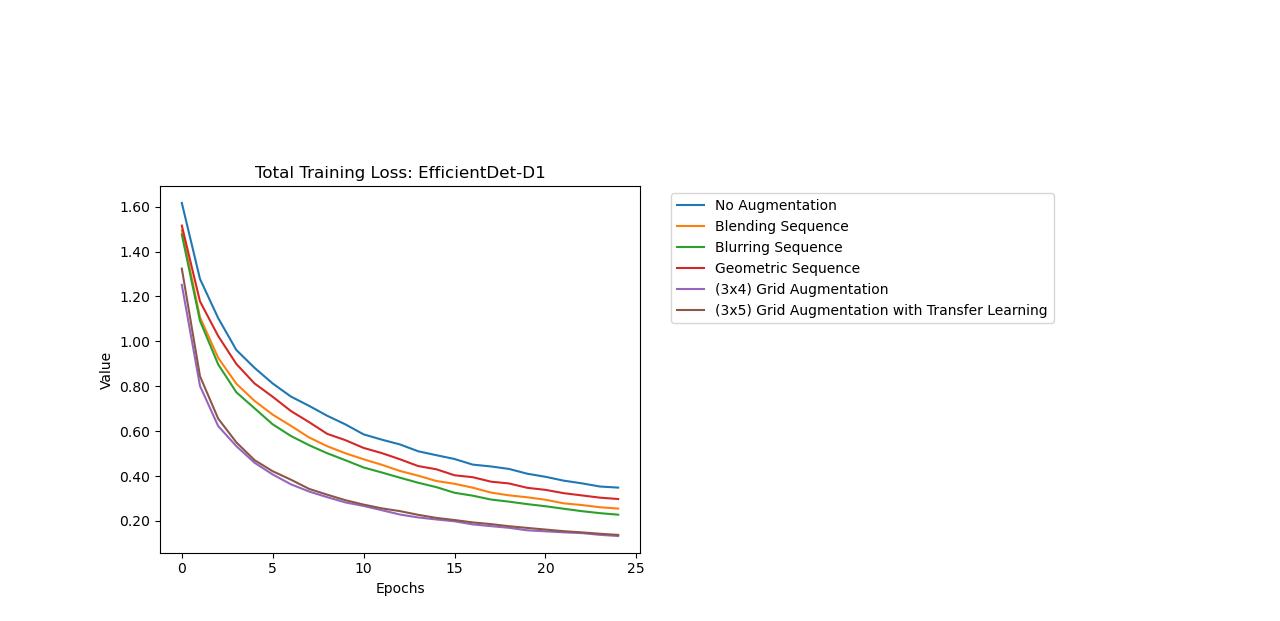 Total Training Loss: EfficientDet-D1
Value
1.60
1.40
1.20
1.00
0.80
0.60
0.40
0.20
0 5 10 15 20 25
Epochs
No Augmentation
Blending Sequence
Blurring Sequence
Geometric Sequence
(3x4) Grid Augmentation
(3x5) Grid Augmentation with Transfer Learning